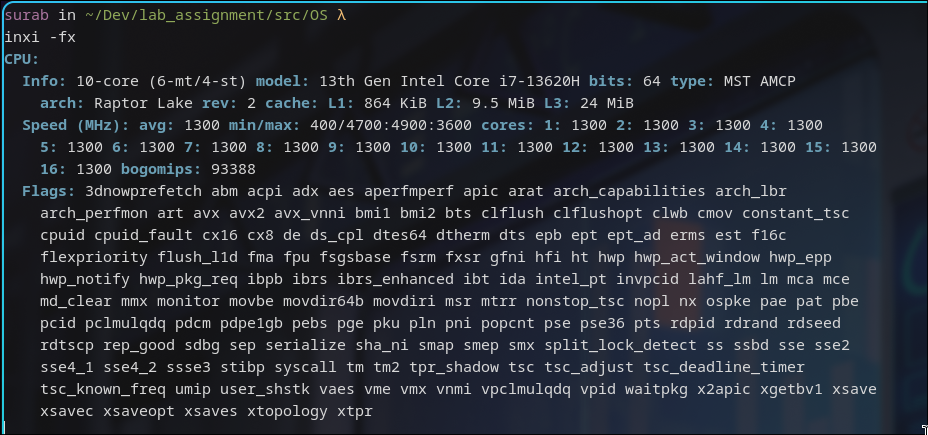 surab in ~/Dev/lab_assignment/src/OS λ
inxi -fx
CPU:
Info: 10-core (6-mt/4-st) model: 13th Gen Intel Core i7-13620H bits: 64 type: MST AMCP
arch: Raptor Lake rev: 2 cache: L1: 864 KiB L2: 9.5 MiB L3: 24 MiB
Speed (MHz): avg: 1300 min/max: 400/4700:4900:3600 cores: 1: 1300 2: 1300 3: 1300 4: 1300
5: 1300 6: 1300 7: 1300 8: 1300 9: 1300 10: 1300 11: 1300 12: 1300 13: 1300 14: 1300 15: 1300
16: 1300 bogomips: 93388
Flags: 3dnowprefetch abm acpi adx aes aperfmperf apic arat arch_capabilities arch_lbr
arch_perfmon art avx avx2 avx_vnni bmi1 bmi2 bts clflush clflushopt clwb cmov constant_tsc
cpuid cpuid_fault cx16 cx8 de ds_cpl dtes64 dtherm dts epb ept ept_ad erms est f16c
flexpriority flush_l1d fma fpu fsgsbase fsrm fxsr gfni hfi ht hwp hwp_act_window hwp_epp
hwp_notify hwp_pkg_req ibpb ibrs ibrs_enhanced ibt ida intel_pt invpcid lahf_lm lm mca mce
md_clear mmx monitor movbe movdir64b movdiri msr mtrr nonstop_tsc nopl nx ospke pae pat pbe
pcid pclmulqdq pdcm pdpe1gb pebs pge pku pln pni popcnt pse pse36 pts rdpid rdrand rdseed
rdtscp rep_good sdbg sep serialize sha_ni smap smep smx split_lock_detect ss ssbd sse sse2
sse4_1 sse4_2 ssse3 stibp syscall tm tm2 tpr_shadow tsc tsc_adjust tsc_deadline_timer
tsc_known_freq umip user_shstk vaes vme vmx vnmi vpclmulqdq vpid waitpkg x2apic xgetbv1 xsave
xsavec xsaveopt xsaves xtopology xtpr